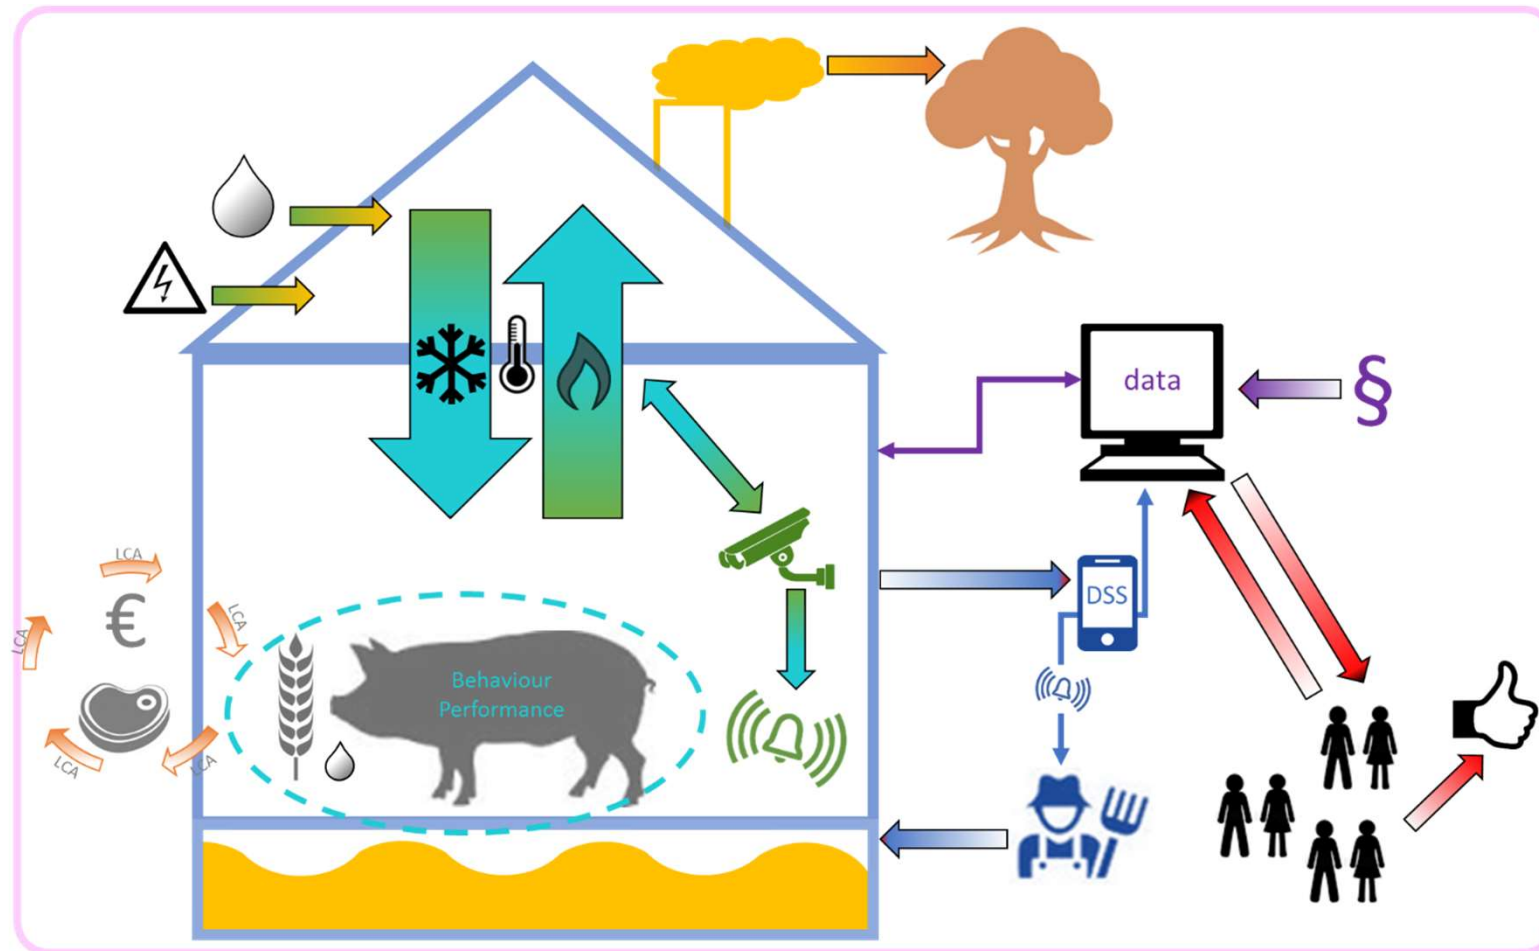 data
§
LCA
€
LCA
LCA
LCA
LCA
Behaviour
Performance
DSS